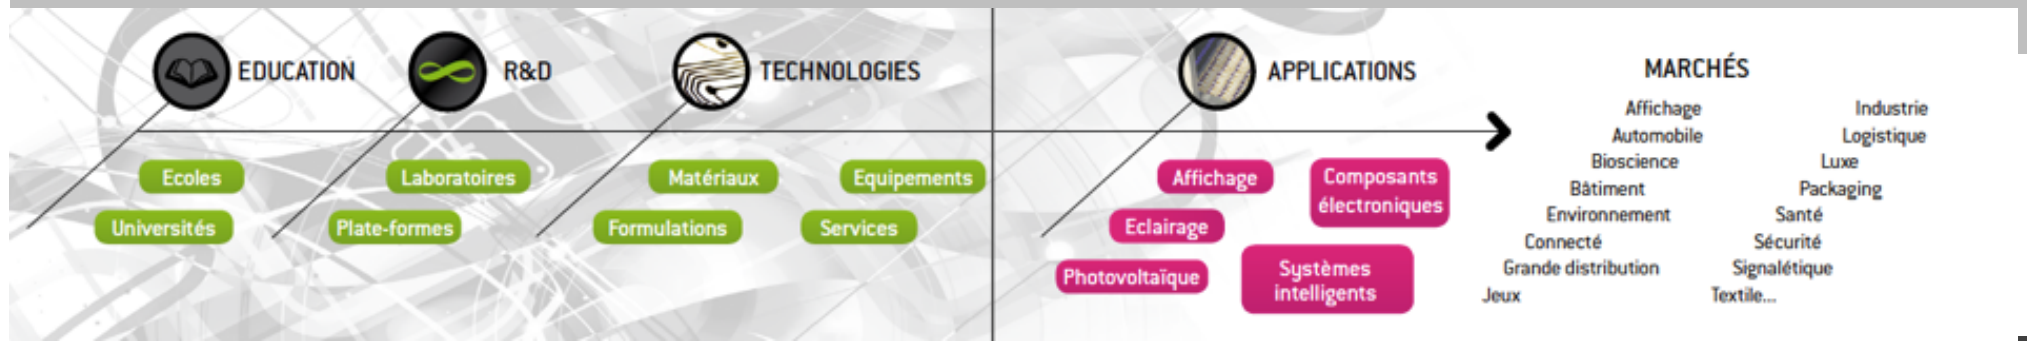 EDUCATION
Ecoles
Universités
R&D
Laboratoires
Plate-formes
TECHNOLOGIES
Matériaux
Equipements
Formulations
Services
APPLICATIONS
Affichage
Composants
électroniques
Eclairage
Photovoltaïque
Systèmes
intelligents
MARCHÉS
Affichage
Automobile
Bioscience
Bâtiment
Environnement
Connecté
Grande distribution
Jeux
Industrie
Logistique
Luxe
Packaging
Santé
Sécurité
Signalétique
Textile...